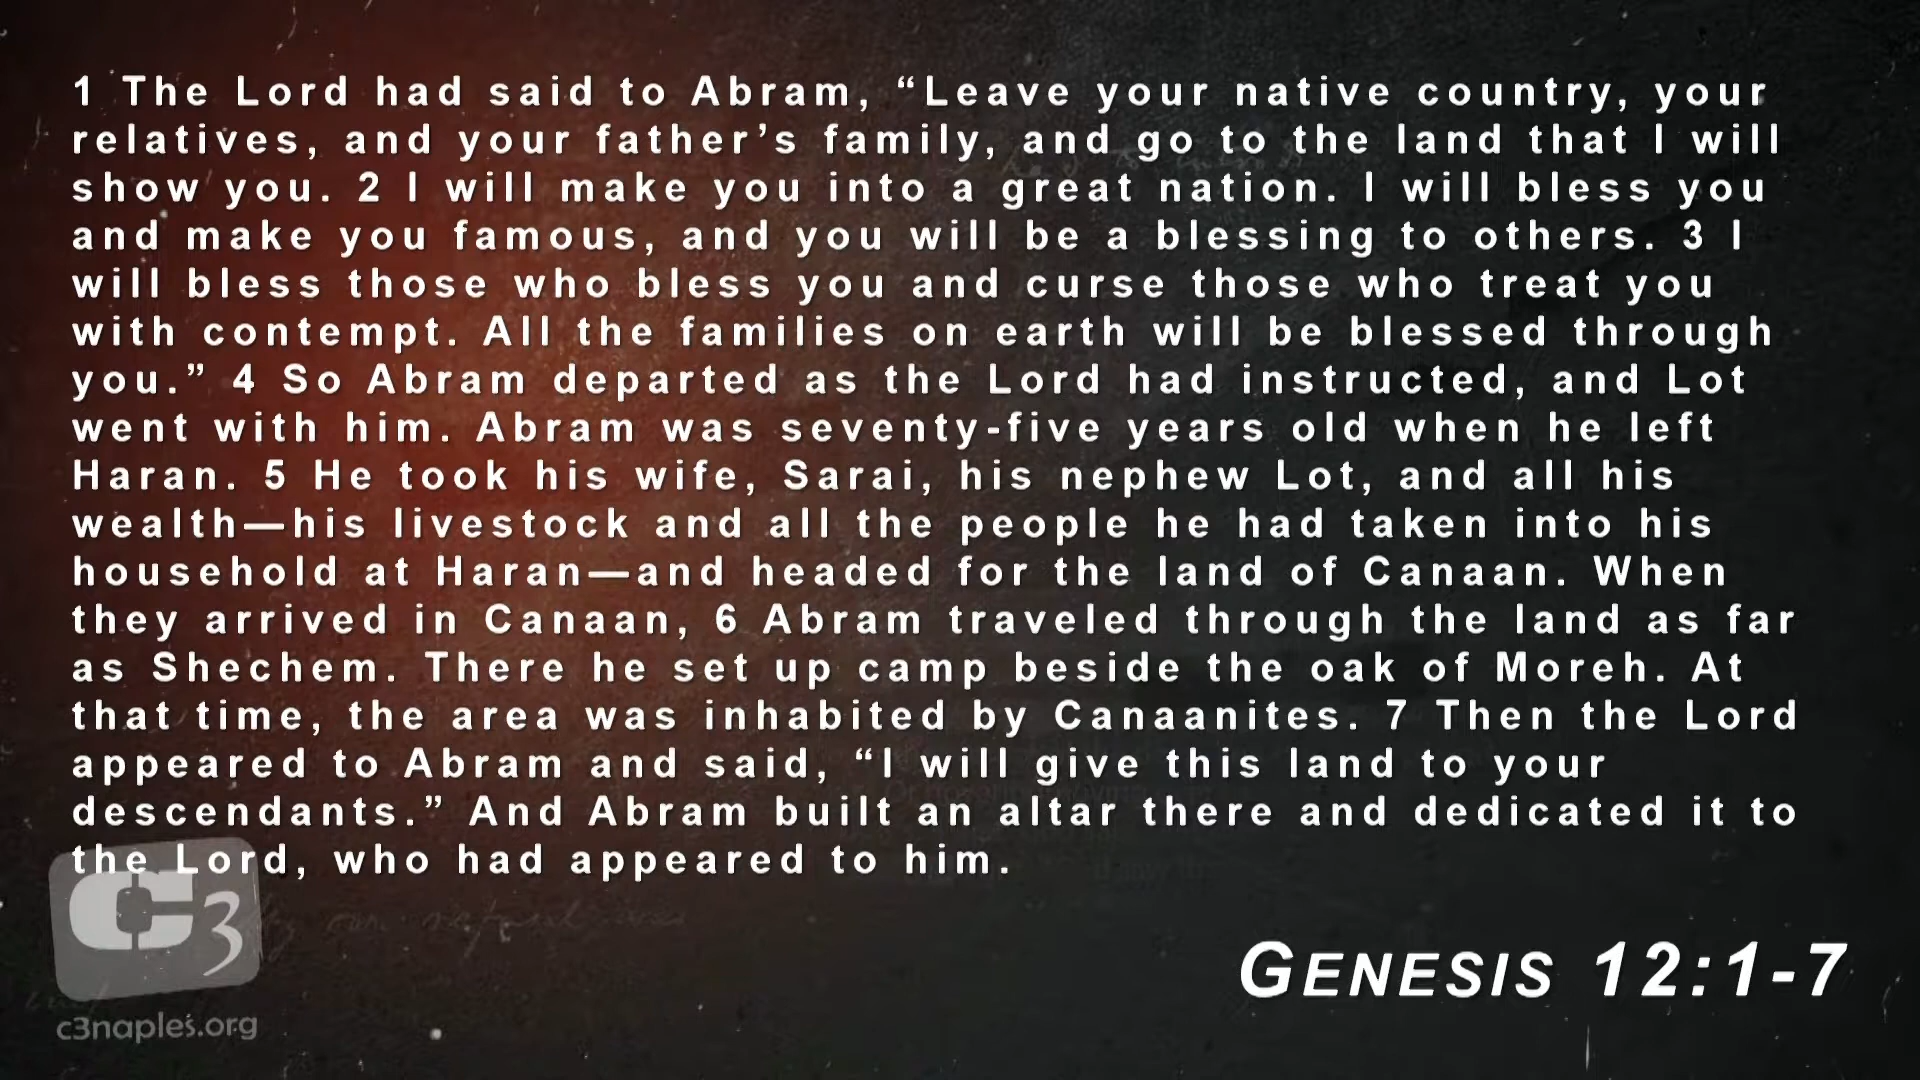 1 The Lord had said to Abram, “Leave your native country, your
relatives, and your father’s family, and go to the land that I will
show you. 2 I will make you into a great nation. I will bless you
and make you famous, and you will be a blessing to others. 3 I
will bless those who bless you and curse those who treat you
with contempt. All the families on earth will be blessed through
you.” 4 So Abram departed as the Lord had instructed, and Lot
went with him. Abram was seventy-five years old when he left
Haran. 5 He took his wife, Sarai, his nephew Lot, and all his
wealth—his livestock and all the people he had taken into his
household at Haran—and headed for the land of Canaan. When
they arrived in Canaan, 6 Abram traveled through the land as far
as Shechem. There he set up camp beside the oak of Moreh. At
that time, the area was inhabited by Canaanites. 7 Then the Lord
appeared to Abram and said, “I will give this land to your
descendants.” And Abram built an altar there and dedicated it to
the Lord, who had appeared to him.
C3
GENESIS 12:1-7
c3naples.org